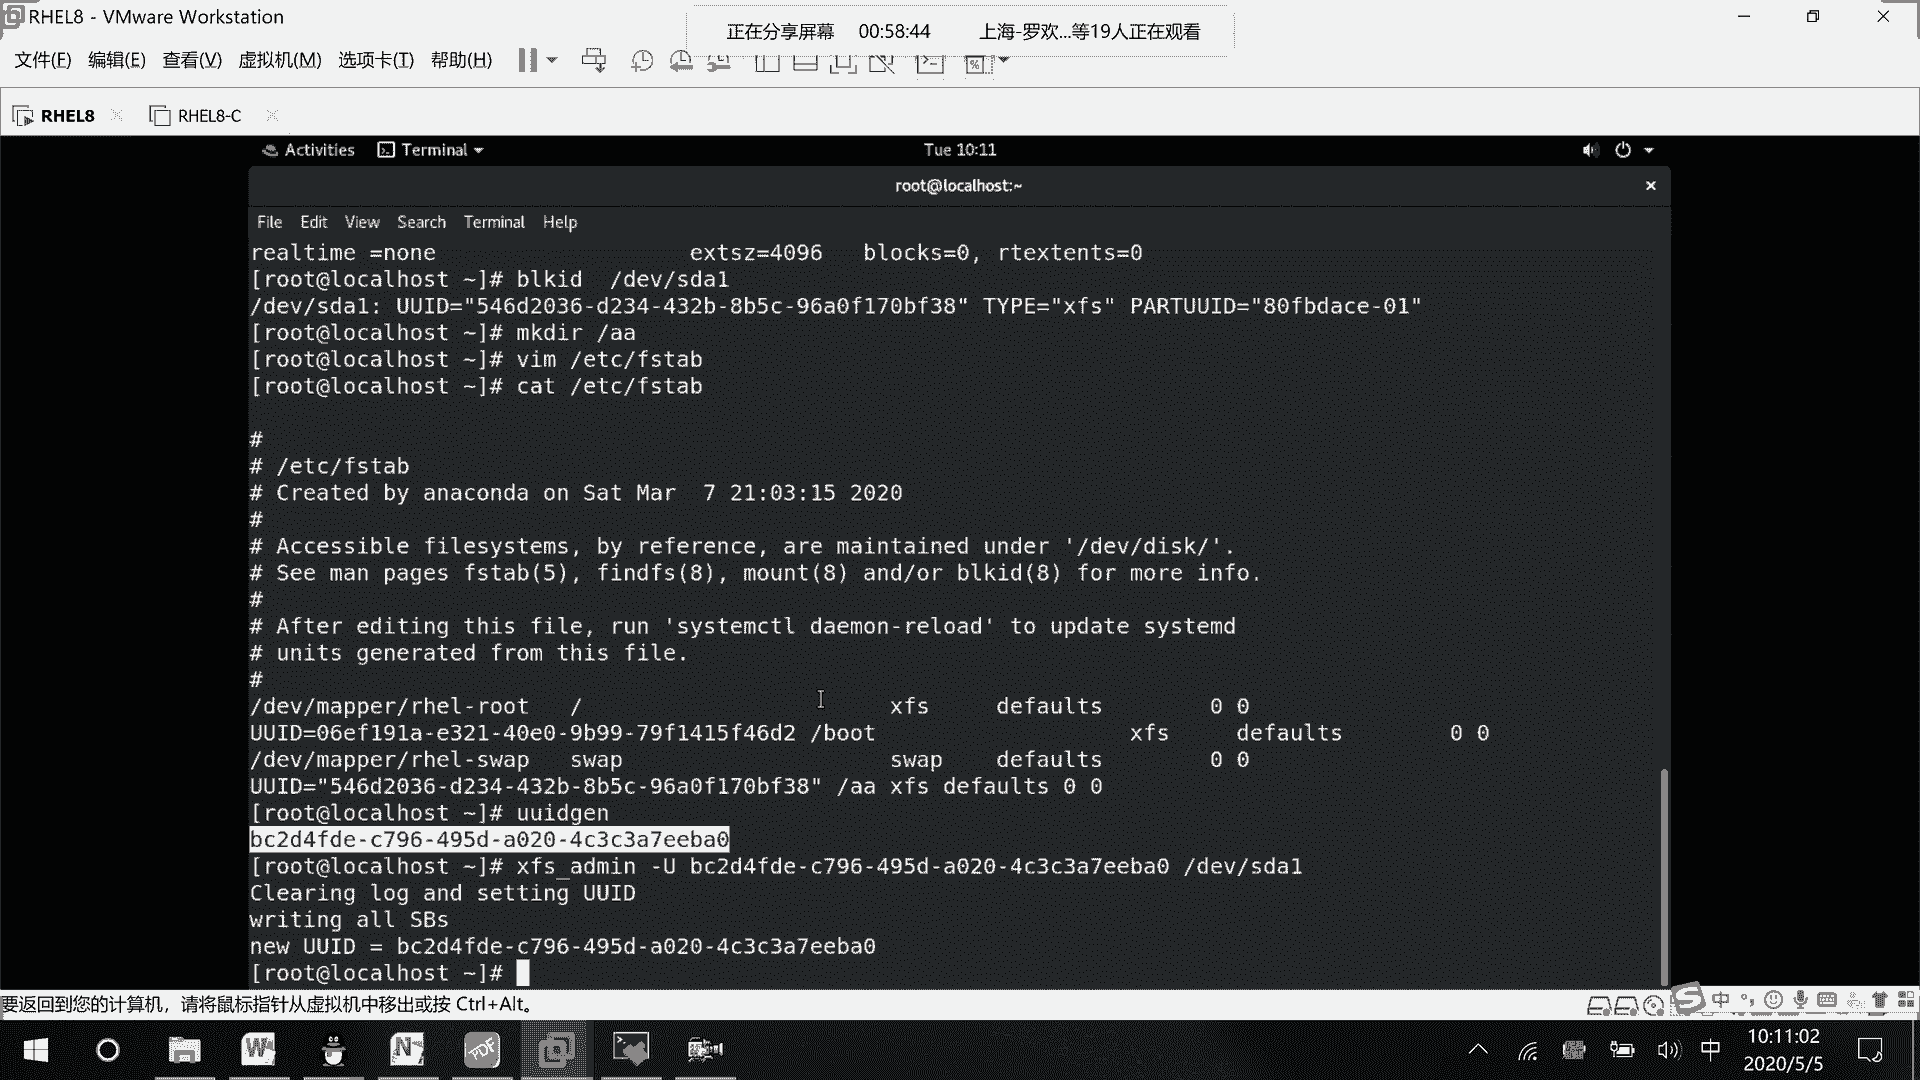 RHEL8 - VMware Workstation
正在分享屏幕 00:58:44 上海-罗欢...等19人正在观看
文件(F) 编辑(E) 查看(V) 虚拟机(M) 选项卡(T) 帮助(H)
RHEL8 RHEL8-C
Activities Terminal Tue 10:11
root@localhost:~
File Edit View Search Terminal Help
realtime =none extsz=4096 blocks=0, rtextents=0
[root@localhost ~]# blkid /dev/sda1
/dev/sda1: UUID="546d2036-d234-432b-8b5c-96a0f170bf38" TYPE="xfs" PARTUUID="80fbdace-01"
[root@localhost ~]# mkdir /aa
[root@localhost ~]# vim /etc/fstab
[root@localhost ~]# cat /etc/fstab
#
# /etc/fstab
# Created by anaconda on Sat Mar 7 21:03:15 2020
#
# Accessible filesystems, by reference, are maintained under '/dev/disk/'.
# See man pages fstab(5), findfs(8), mount(8) and/or blkid(8) for more info.
#
# After editing this file, run 'systemctl daemon-reload' to update systemd
# units generated from this file.
#
/dev/mapper/rhel-root / xfs defaults 0 0
UUID=06ef191a-e321-40e0-9b99-79f1415f46d2 /boot xfs defaults 0 0
/dev/mapper/rhel-swap swap swap defaults 0 0
UUID="546d2036-d234-432b-8b5c-96a0f170bf38" /aa xfs defaults 0 0
[root@localhost ~]# uuidgen
bc2d4fde-c796-495d-a020-4c3c3a7eeba0
[root@localhost ~]# xfs_admin -U bc2d4fde-c796-495d-a020-4c3c3a7eeba0 /dev/sda1
Clearing log and setting UUID
writing all SBs
new UUID = bc2d4fde-c796-495d-a020-4c3c3a7eeba0
[root@localhost ~]#
要返回到您的计算机，请将鼠标指针从虚拟机中移出或按 Ctrl+Alt。
中
中 10:11:02
2020/5/5